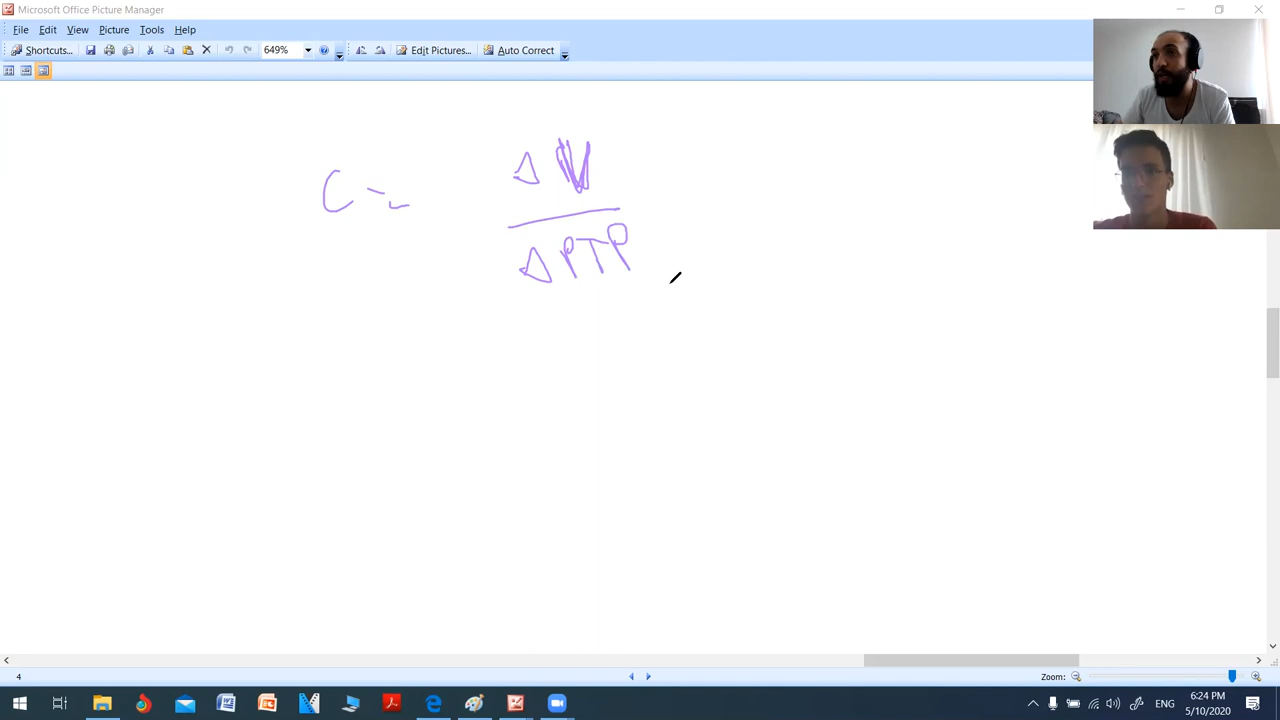 Microsoft Office Picture Manager
File Edit View Picture Tools Help
Shortcuts... 649% Edit Pictures... Auto Correct
C = ΔV
ΔPTP
4 Zoom:
ENG 6:24 PM 5/10/2020